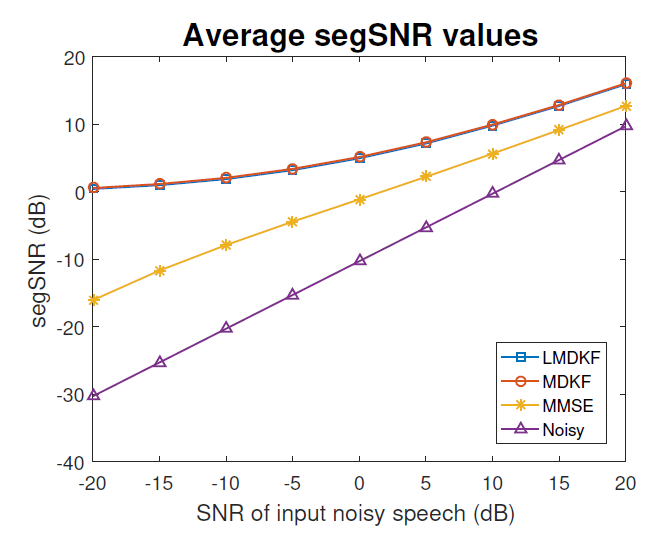 Average segSNR values
20
10
0
-10
-20
-30
-40
segSNR (dB)
LMDKF
MDKF
MMSE
Noisy
-20 -15 -10 -5 0 5 10 15 20
SNR of input noisy speech (dB)